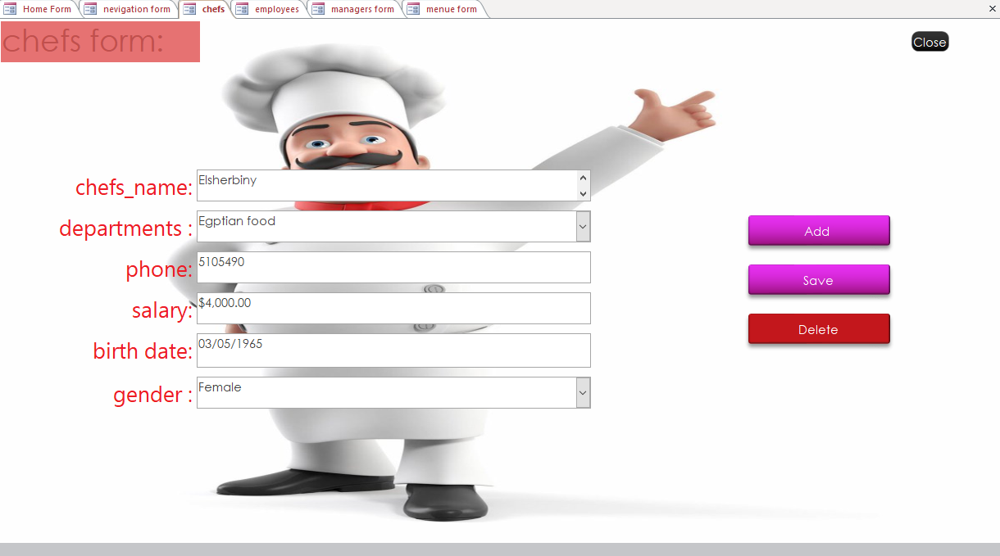 Home Form
nevigation form
chefs
employees
managers form
menue form
chefs form:
Close
chefs_name:
Elsherbiny
departments :
Egptian food
phone:
5105490
salary:
$4,000.00
birth date:
03/05/1965
gender :
Female
Add
Save
Delete